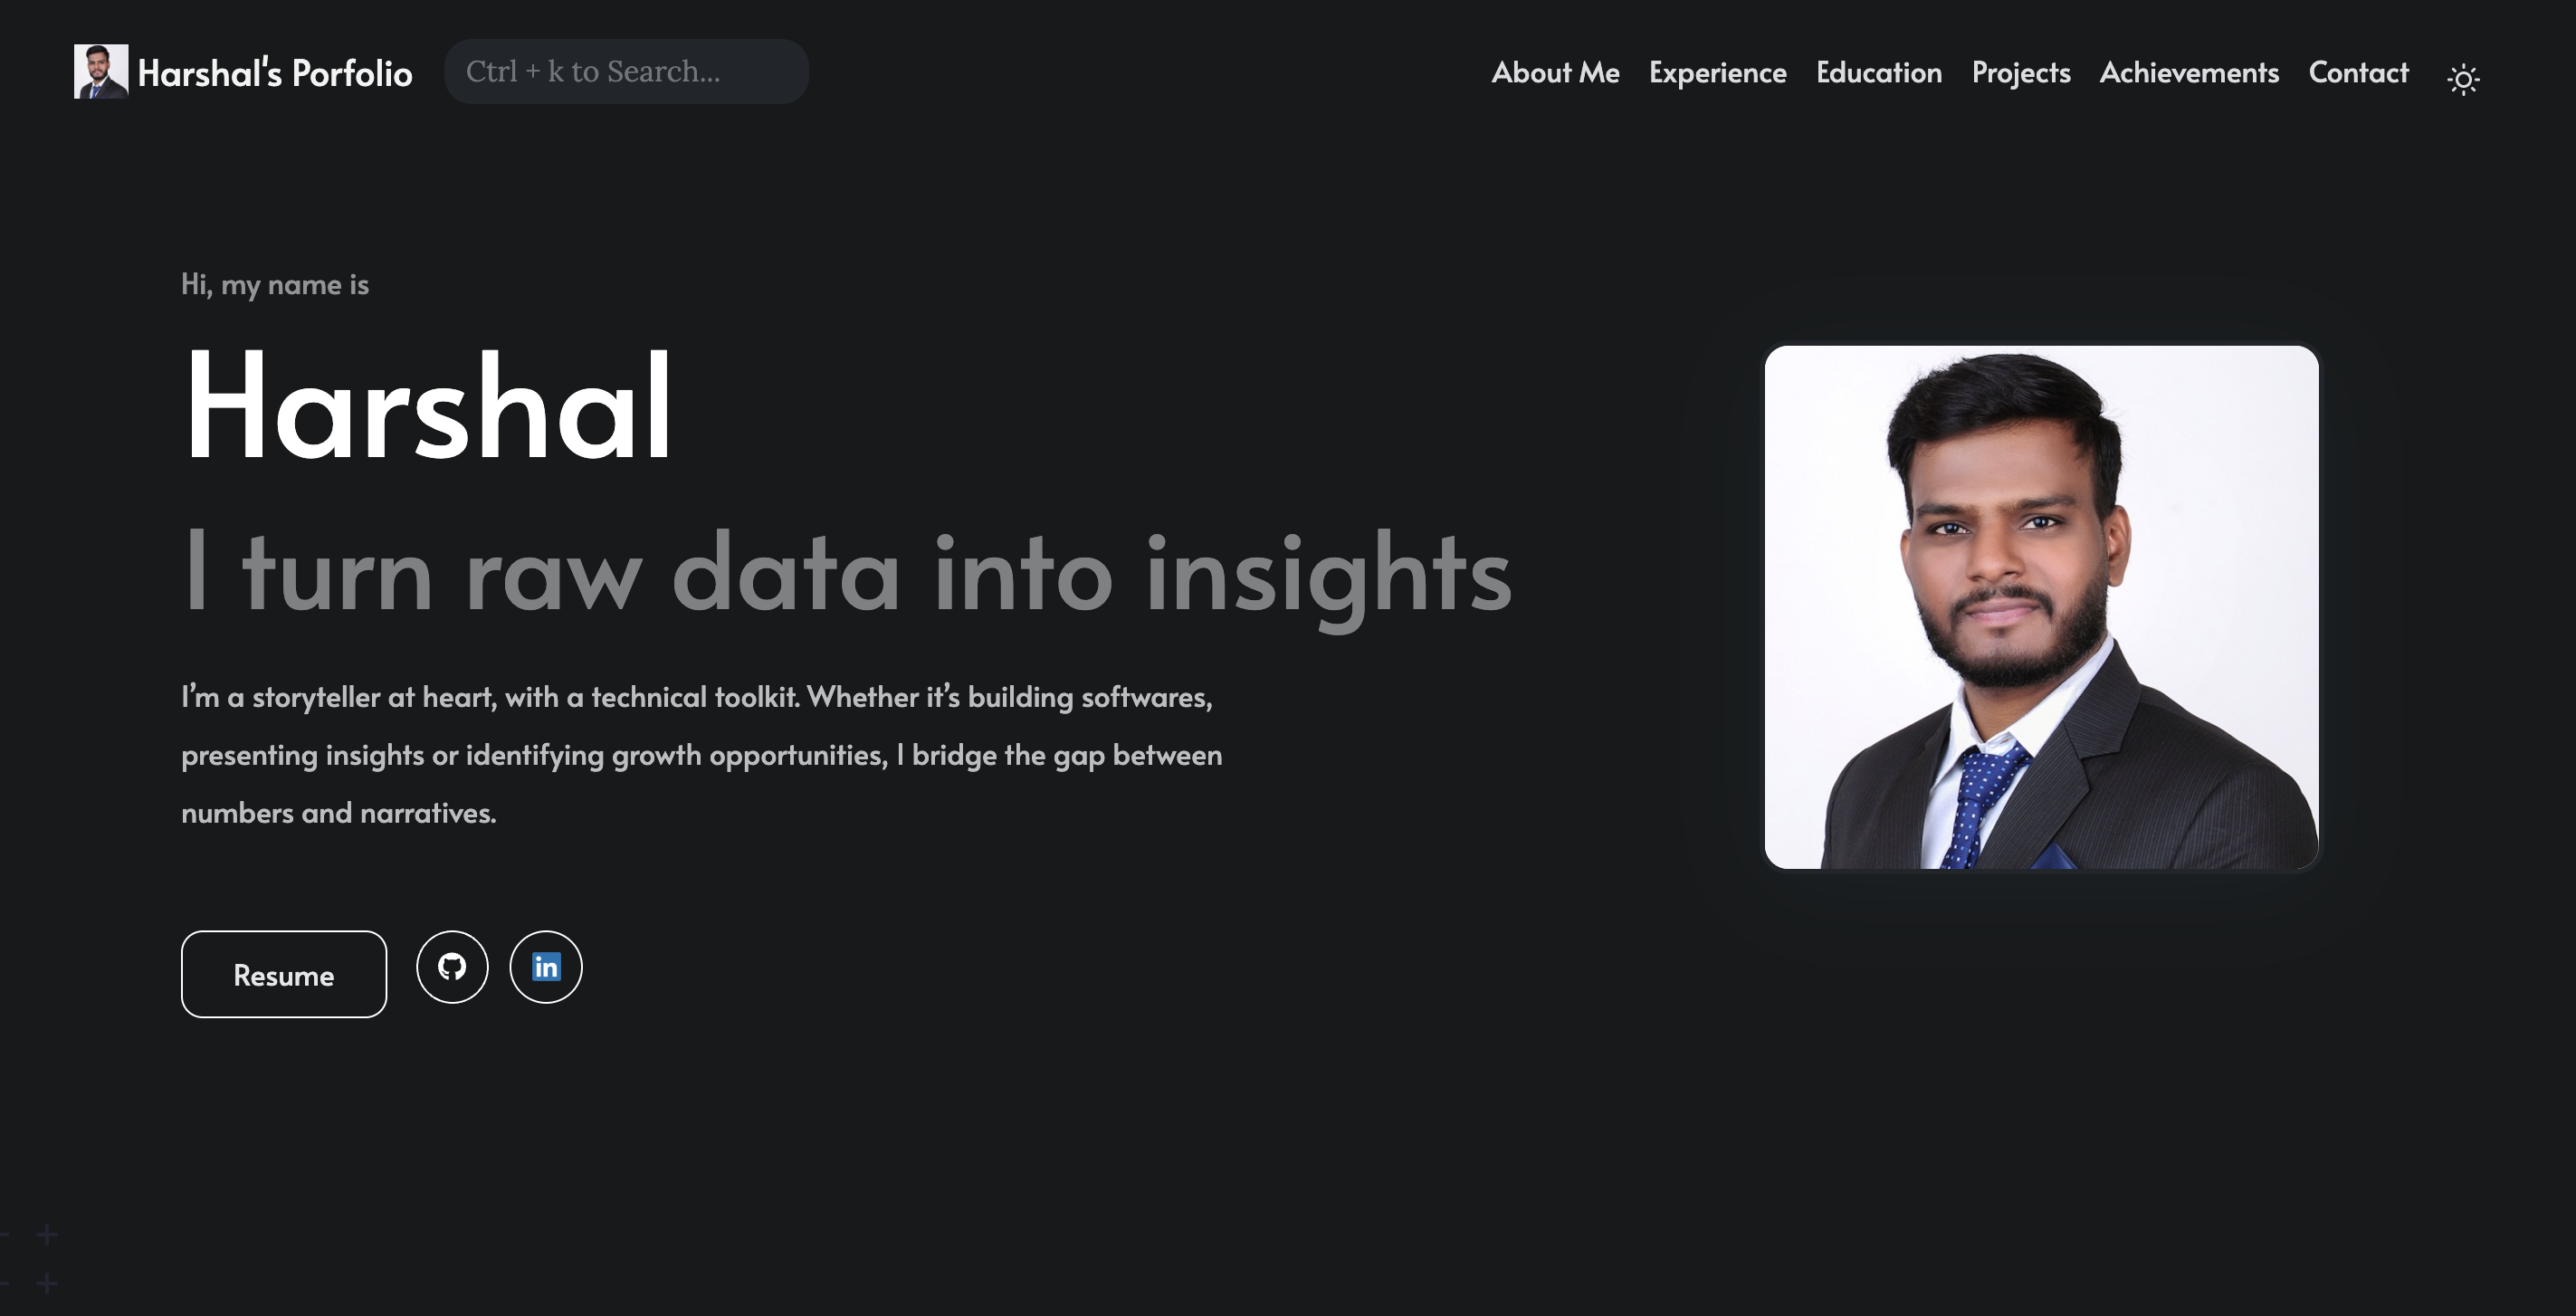 Harshal's Porfolio
Ctrl + k to Search...
About Me
Experience
Education
Projects
Achievements
Contact
Hi, my name is
Harshal
I turn raw data into insights
I’m a storyteller at heart, with a technical toolkit. Whether it’s building softwares,
presenting insights or identifying growth opportunities, I bridge the gap between
numbers and narratives.
Resume
in